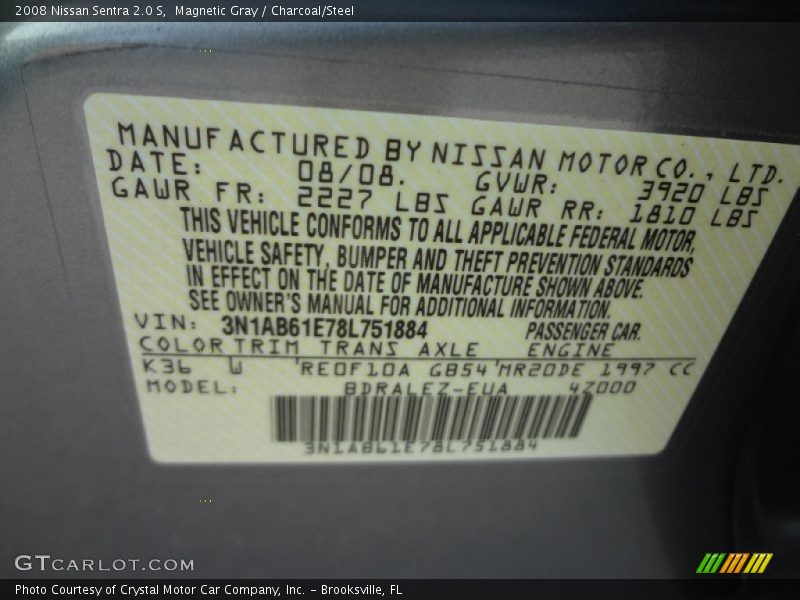 2008 Nissan Sentra 2.0 S,  Magnetic Gray / Charcoal/Steel
MANUFACTURED BY NISSAN MOTOR CO., LTD.
DATE: 08/08. GVWR: 3920 LBS
GAWR FR: 2227 LBS GAWR RR: 1810 LBS
THIS VEHICLE CONFORMS TO ALL APPLICABLE FEDERAL MOTOR,
VEHICLE SAFETY, BUMPER AND THEFT PREVENTION STANDARDS
IN EFFECT ON THE DATE OF MANUFACTURE SHOWN ABOVE.
SEE OWNER'S MANUAL FOR ADDITIONAL INFORMATION.
VIN: 3N1AB61E78L751884 PASSENGER CAR.
COLOR TRIM TRANS AXLE ENGINE
K36 W RE0F10A GB54 MR20DE 1997 CC
MODEL: BDRALEZ-EUA 4Z000
3N1AB61E78L751884
GTCARLOT.COM
Photo Courtesy of Crystal Motor Car Company, Inc. – Brooksville, FL